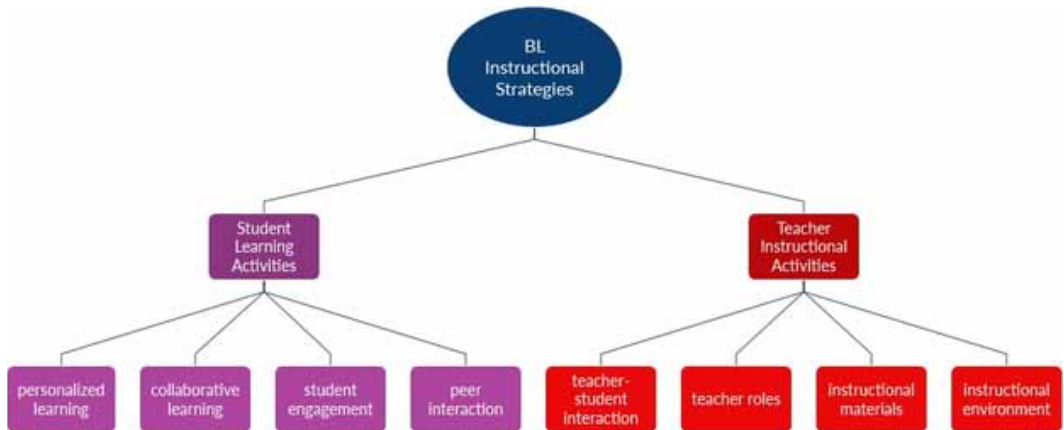 BL
Instructional
Strategies
Student
Learning
Activities
Teacher
Instructional
Activities
personalized
learning
collaborative
learning
student
engagement
peer
interaction
teacher-
student
interaction
teacher roles
instructional
materials
instructional
environment